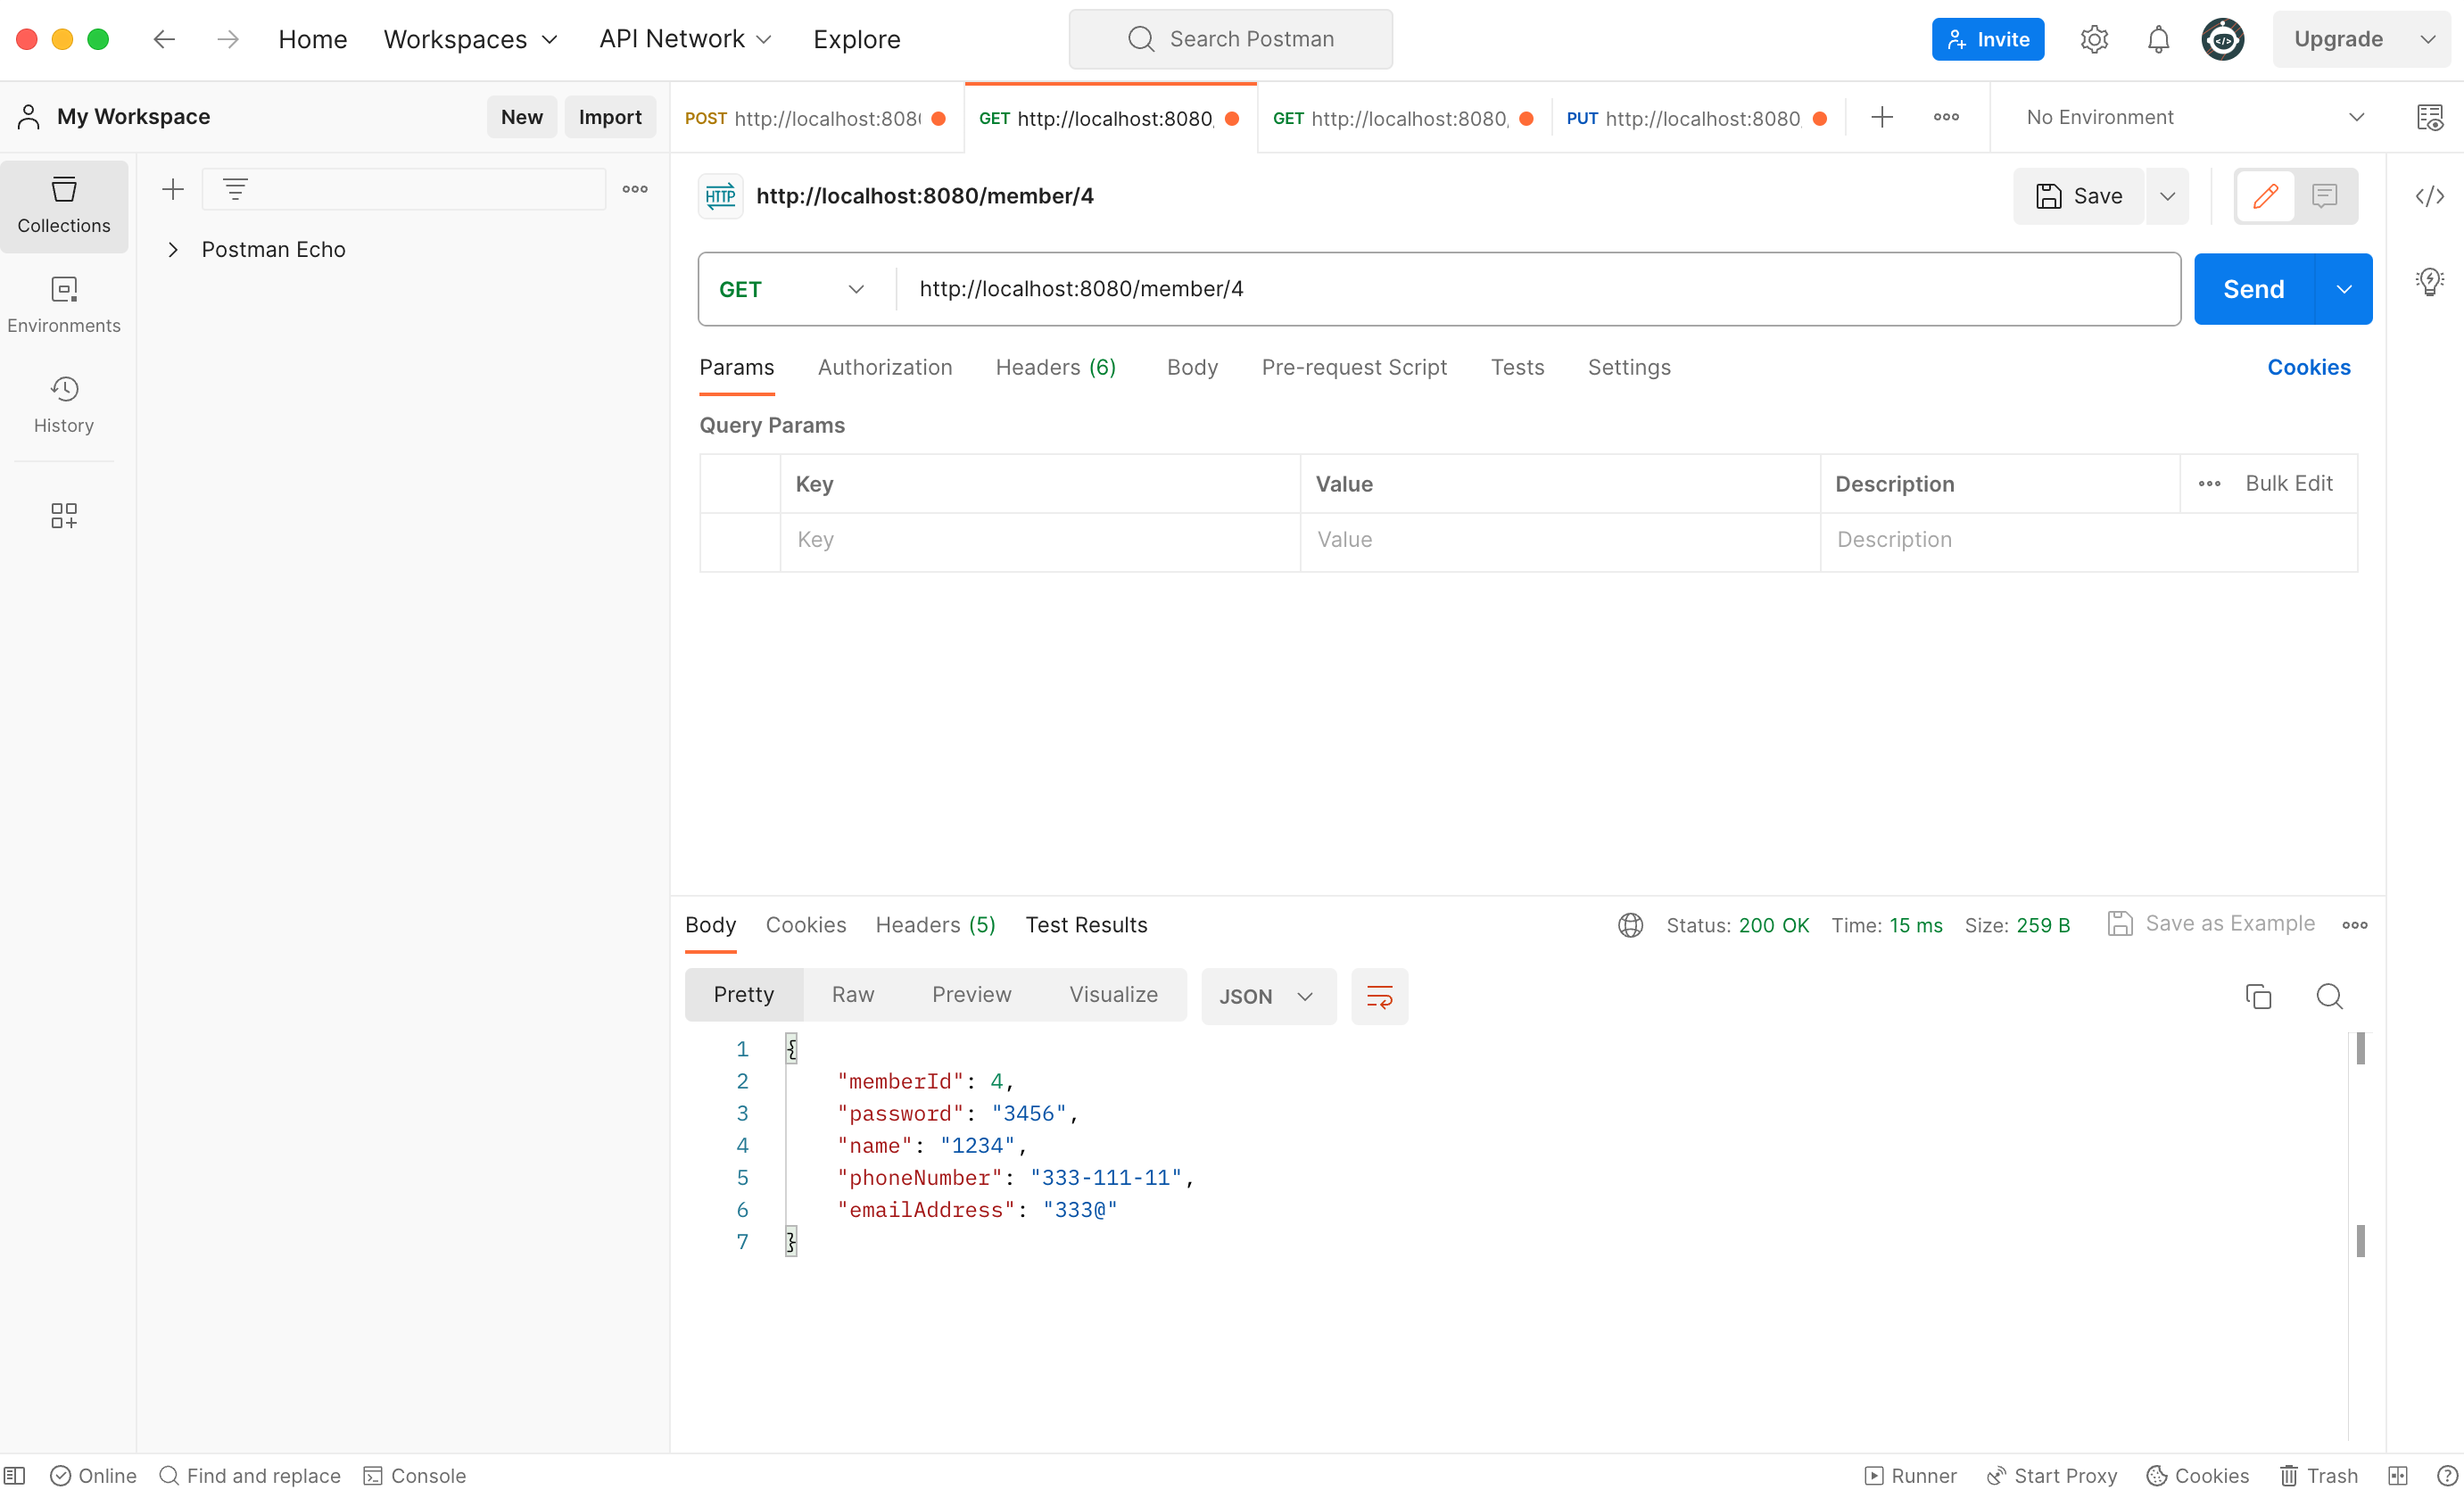 Home Workspaces API Network Explore Search Postman Invite Upgrade
My Workspace New Import POST http://localhost:808 GET http://localhost:8080, GET http://localhost:8080, PUT http://localhost:8080, No Environment
Collections
Environments
History
Postman Echo
HTTP http://localhost:8080/member/4 Save
GET http://localhost:8080/member/4 Send
Params Authorization Headers (6) Body Pre-request Script Tests Settings Cookies
Query Params
Key Value Description Bulk Edit
Key Value Description
Body Cookies Headers (5) Test Results Status: 200 OK Time: 15 ms Size: 259 B Save as Example
Pretty Raw Preview Visualize JSON
1 {
2 "memberId": 4,
3 "password": "3456",
4 "name": "1234",
5 "phoneNumber": "333-111-11",
6 "emailAddress": "333@"
7 }
Online Find and replace Console Runner Start Proxy Cookies Trash